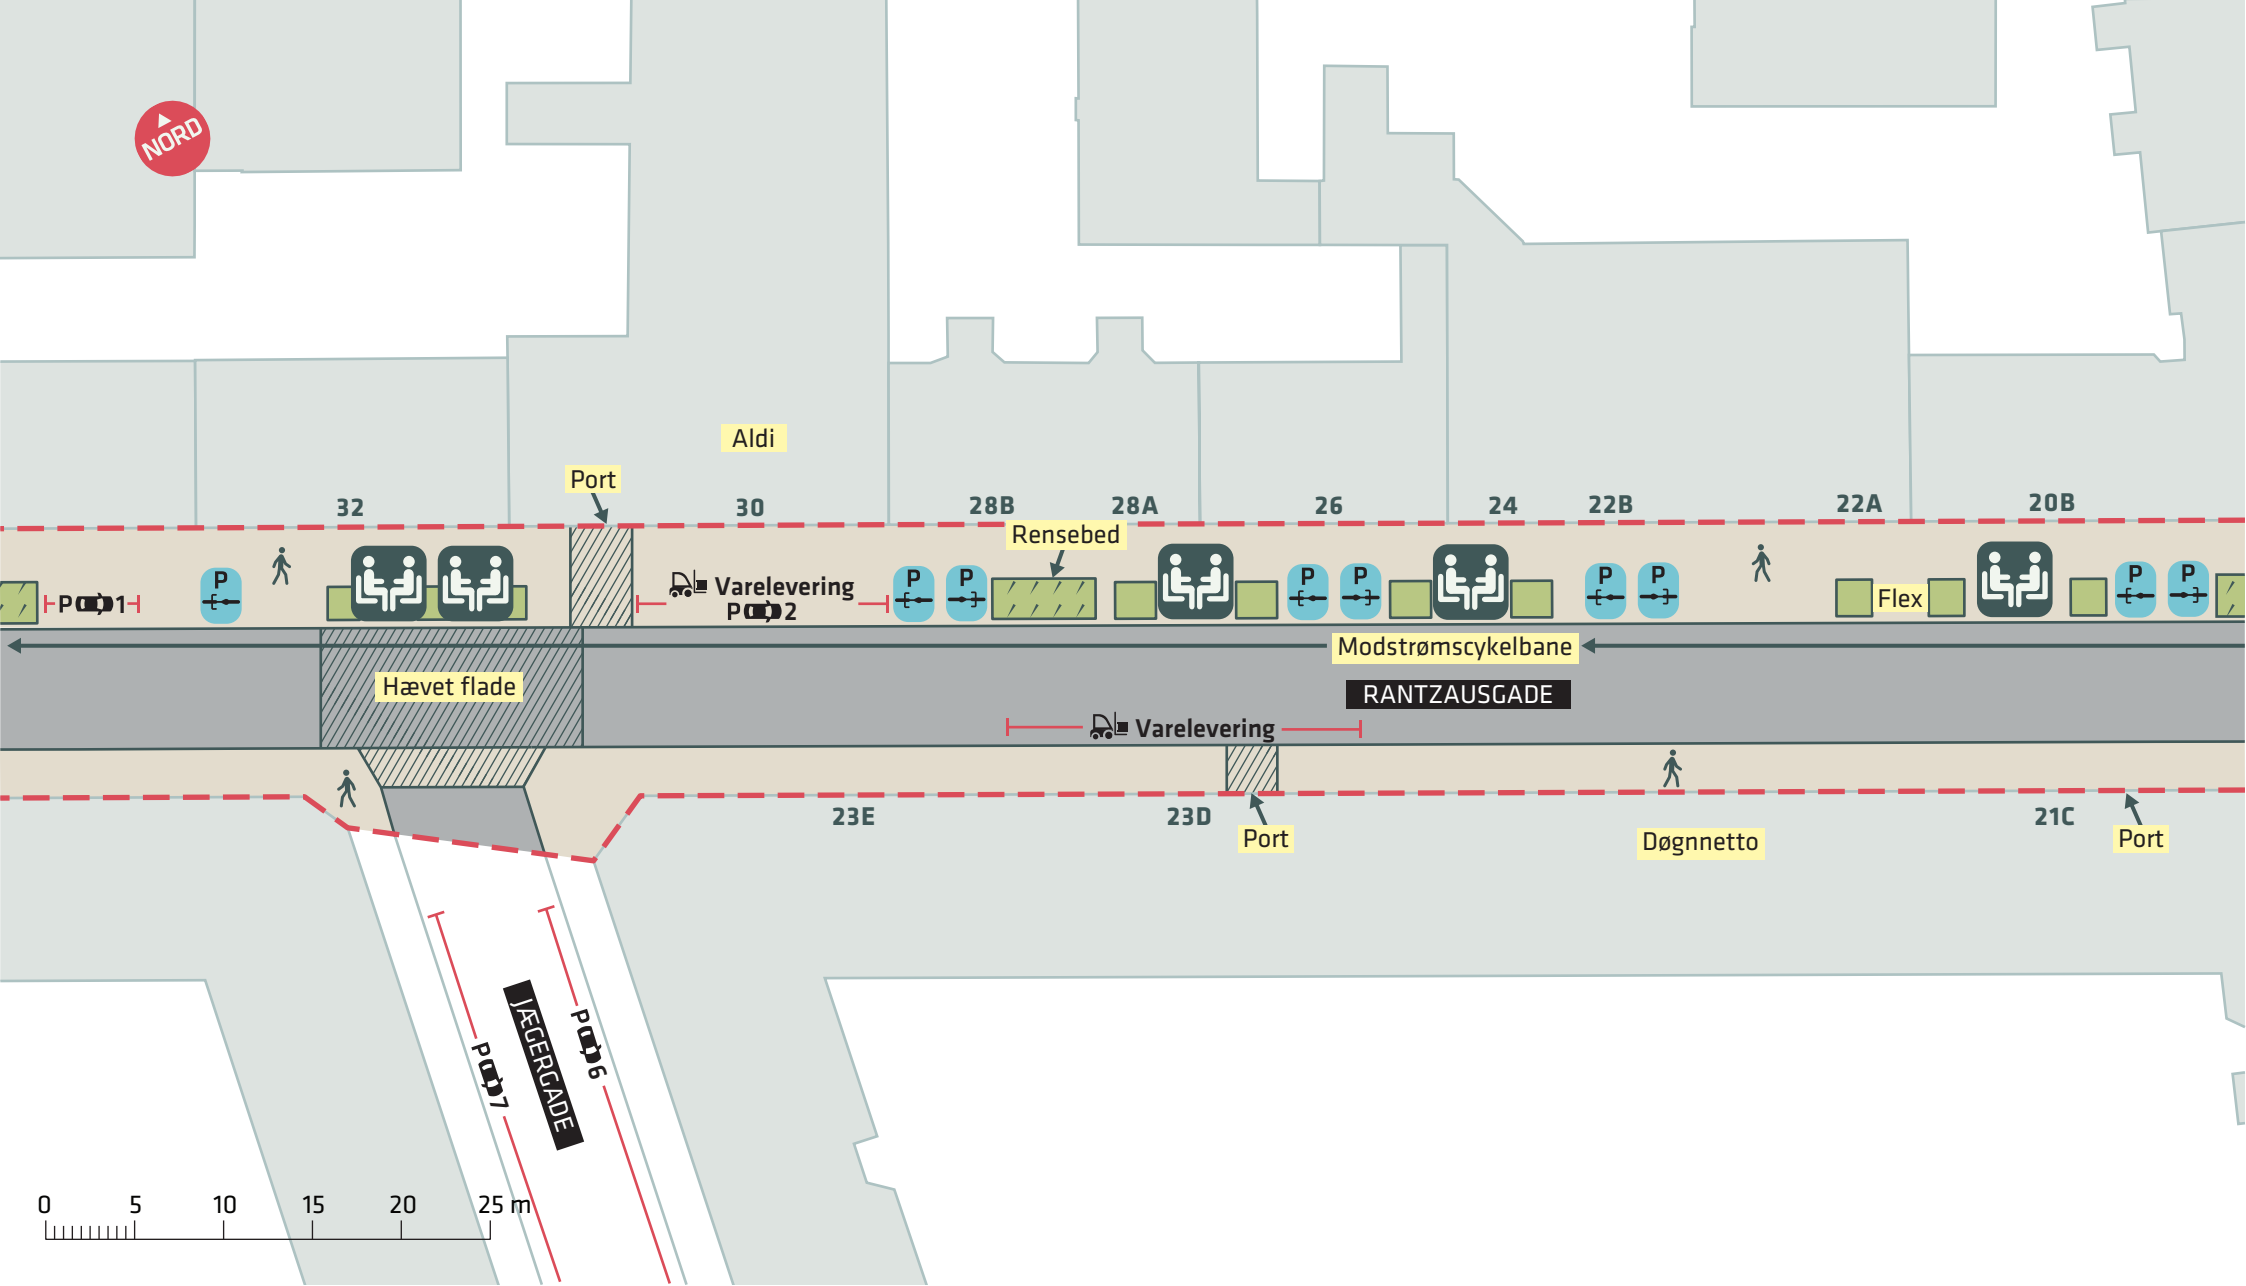 NORD
Aldi
Port
32
30
28B
28A
26
24
22B
22A
20B
Rensebed
P 1
P
Varelevering
P 2
P
P
P
P
P
P
Flex
P
P
Modstrømscykelbane
Hævet flade
RANTZAUSGADE
Varelevering
23E
23D
21C
Port
Døgnnetto
Port
P 7
JÆGERGADE
P 6
0 5 10 15 20 25 m